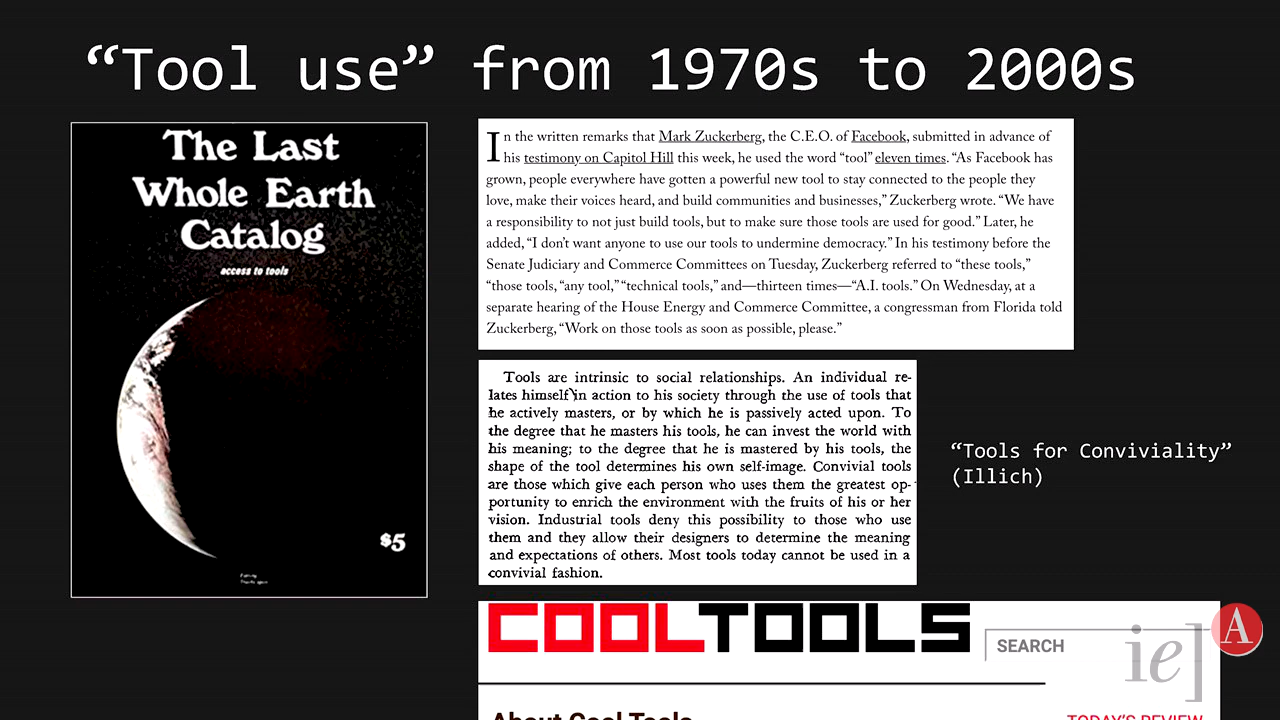 “Tool use” from 1970s to 2000s
The Last
Whole Earth
Catalog
access to tools
$5
In the written remarks that Mark Zuckerberg, the C.E.O. of Facebook, submitted in advance of
his testimony on Capitol Hill this week, he used the word “tool” eleven times. “As Facebook has
grown, people everywhere have gotten a powerful new tool to stay connected to the people they
love, make their voices heard, and build communities and businesses,” Zuckerberg wrote. “We have
a responsibility to not just build tools, but to make sure those tools are used for good.” Later, he
added, “I don’t want anyone to use our tools to undermine democracy.” In his testimony before the
Senate Judiciary and Commerce Committees on Tuesday, Zuckerberg referred to “these tools,”
“those tools, “any tool,” “technical tools,” and—thirteen times—“A.I. tools.” On Wednesday, at a
separate hearing of the House Energy and Commerce Committee, a congressman from Florida told
Zuckerberg, “Work on those tools as soon as possible, please.”
Tools are intrinsic to social relationships. An individual re-
lates himself in action to his society through the use of tools that
he actively masters, or by which he is passively acted upon. To
the degree that he masters his tools, he can invest the world with
his meaning; to the degree that he is mastered by his tools, the
shape of the tool determines his own self-image. Convivial tools
are those which give each person who uses them the greatest op-
portunity to enrich the environment with the fruits of his or her
vision. Industrial tools deny this possibility to those who use
them and they allow their designers to determine the meaning
and expectations of others. Most tools today cannot be used in a
convivial fashion.
“Tools for Conviviality”
(Illich)
COOLTOOLS
SEARCH
ie]
A
About Cool Tools
TODAY'S REVIEW